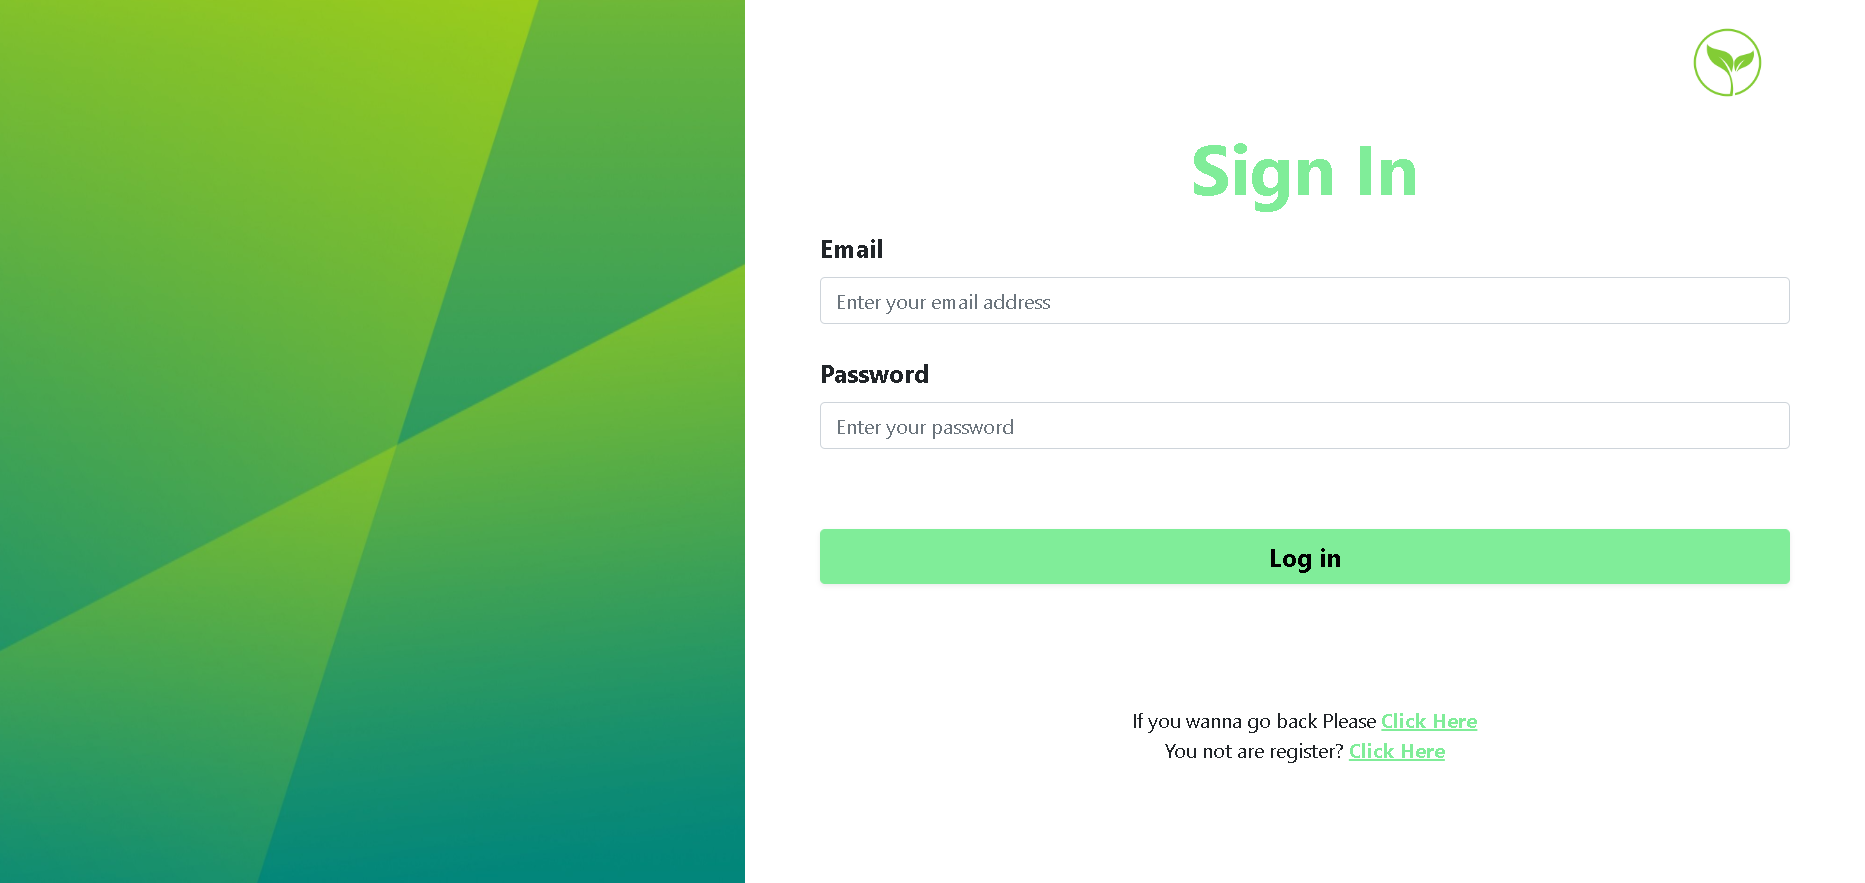 Sign In
Email
Enter your email address
Password
Enter your password
Log in
If you wanna go back Please Click Here
You not are register? Click Here